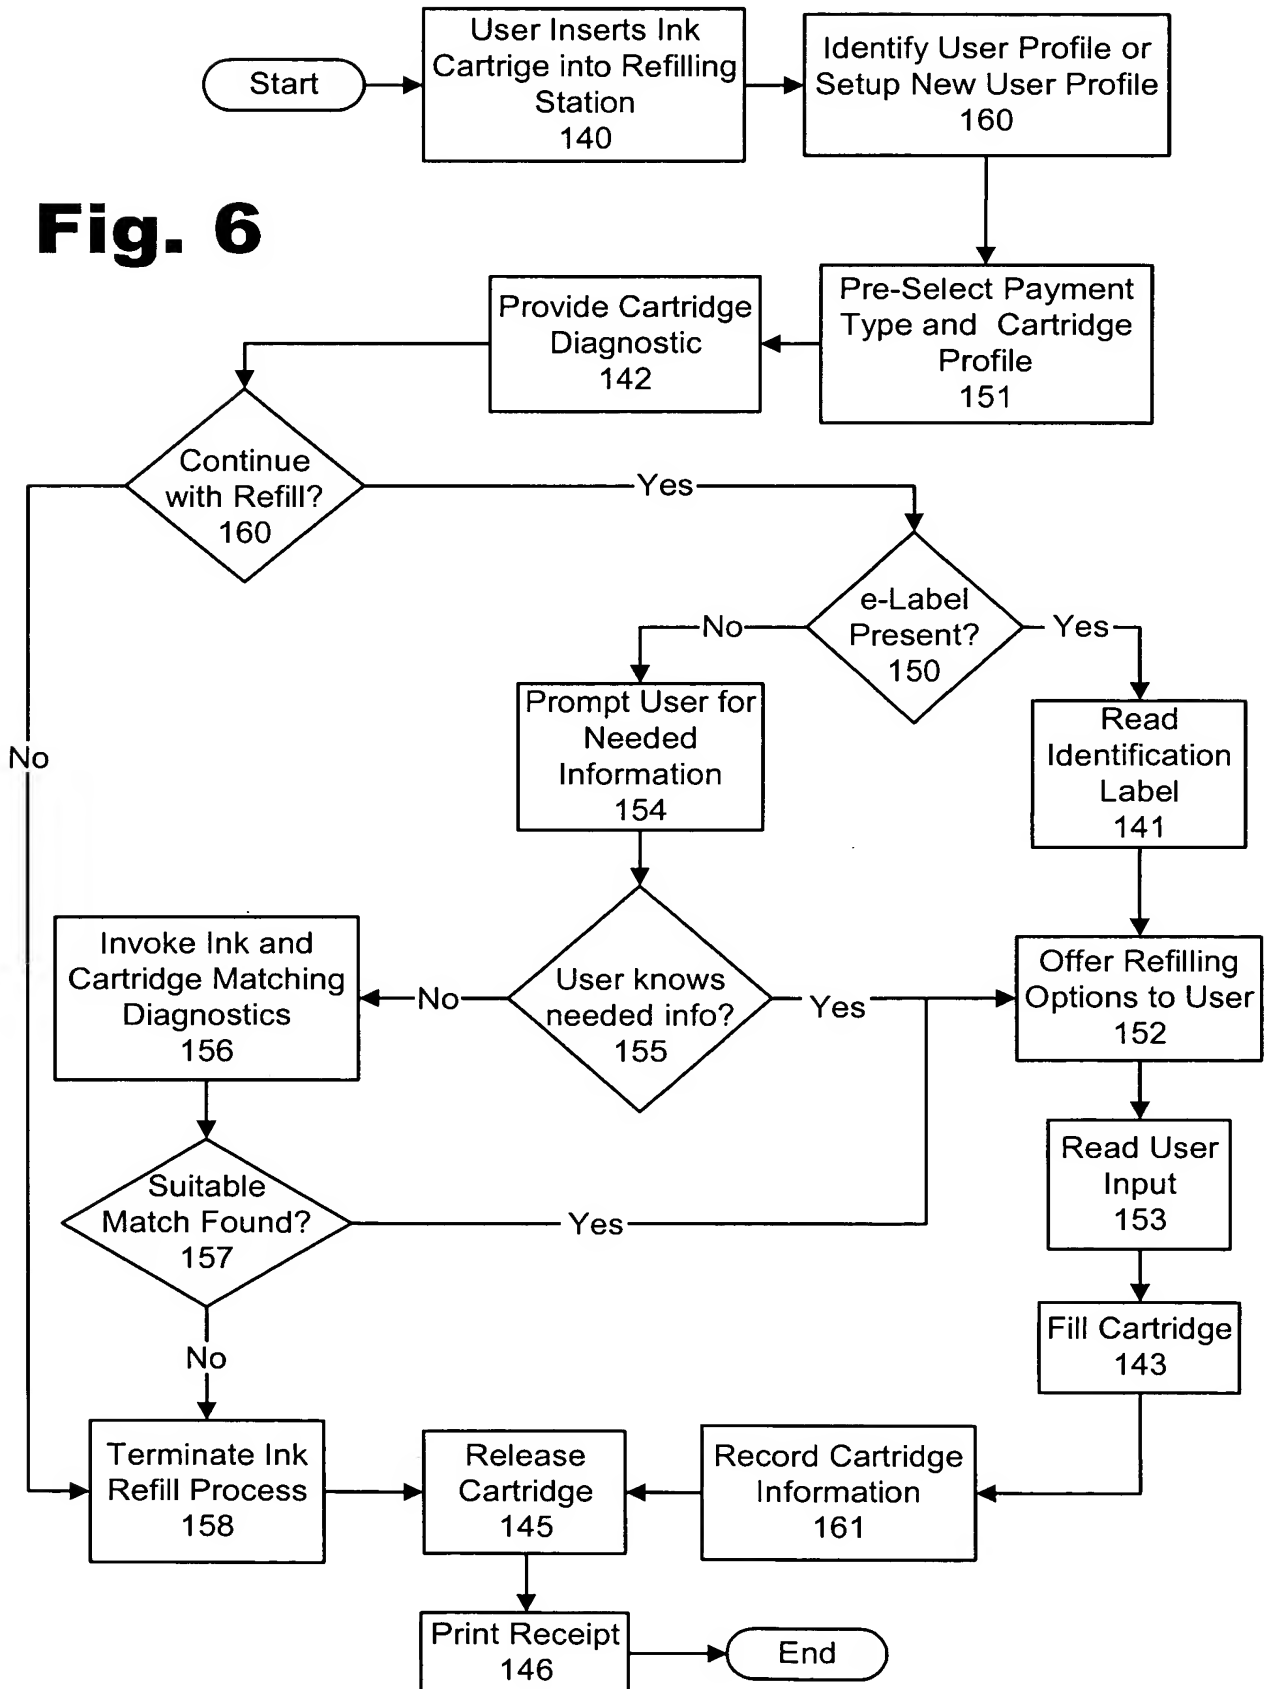 Start
User Inserts Ink
Cartrige into Refilling
Station
140
Identify User Profile or
Setup New User Profile
160
Fig. 6
Pre-Select Payment
Type and Cartridge
Profile
151
Provide Cartridge
Diagnostic
142
Continue
with Refill?
160
Yes
No
e-Label
Present?
150
No
Yes
Prompt User for
Needed
Information
154
Read
Identification
Label
141
User knows
needed info?
155
No
Yes
Invoke Ink and
Cartridge Matching
Diagnostics
156
Offer Refilling
Options to User
152
Suitable
Match Found?
157
Yes
No
Read User
Input
153
Fill Cartridge
143
Terminate Ink
Refill Process
158
Release
Cartridge
145
Record Cartridge
Information
161
Print Receipt
146
End